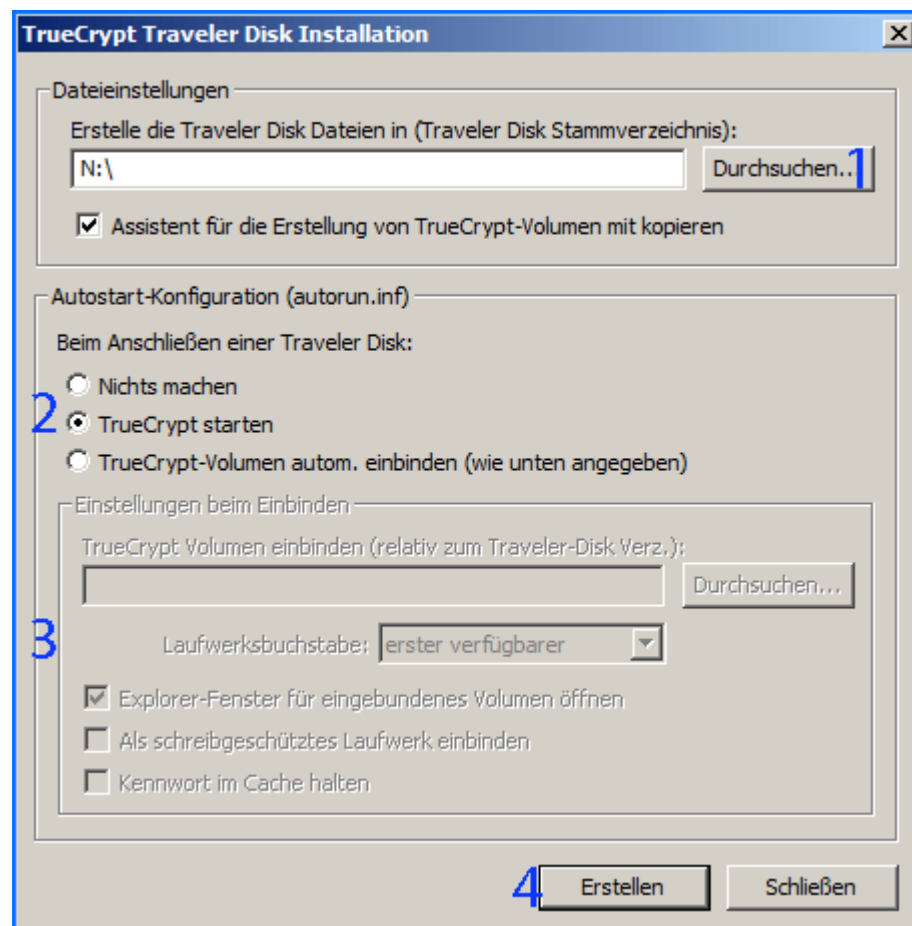 TrueCrypt Traveler Disk Installation
Dateieinstellungen
Erstelle die Traveler Disk Dateien in (Traveler Disk Stammverzeichnis):
N:\ Durchsuchen... 1
Assistent für die Erstellung von TrueCrypt-Volumen mit kopieren
Autostart-Konfiguration (autorun.inf)
Beim Anschließen einer Traveler Disk:
Nichts machen
2
TrueCrypt starten
TrueCrypt-Volumen autom. einbinden (wie unten angegeben)
Einstellungen beim Einbinden
TrueCrypt Volumen einbinden (relativ zum Traveler-Disk Verz.):
Durchsuchen...
3 Laufwerksbuchstabe: erster verfügbarer
Explorer-Fenster für eingebundenes Volumen öffnen
Als schreibgeschütztes Laufwerk einbinden
Kennwort im Cache halten
4 Erstellen Schließen